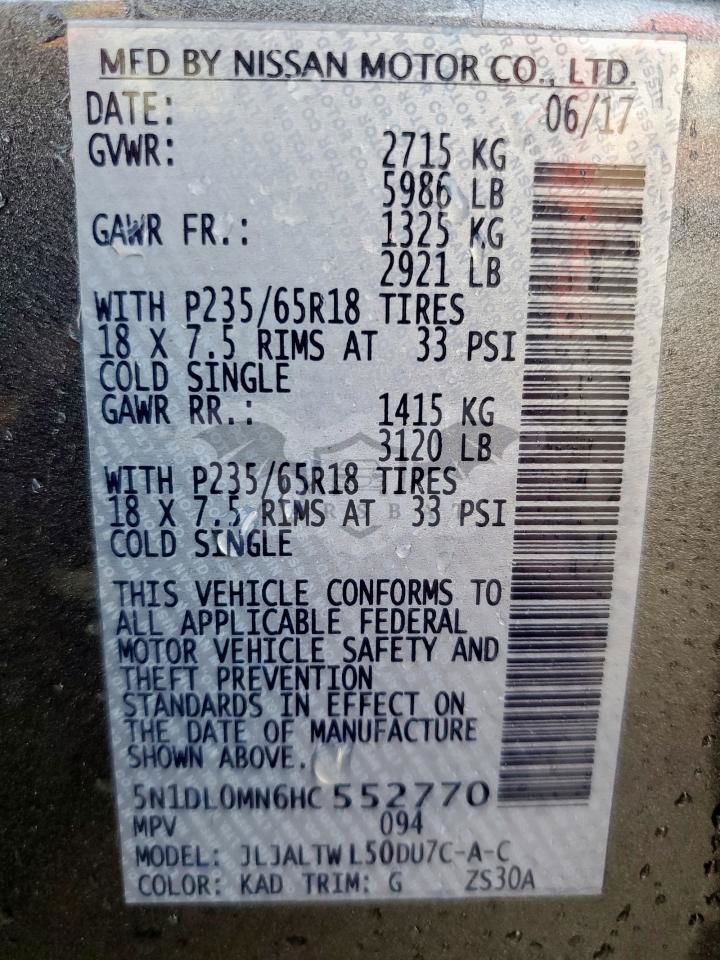 MFD BY NISSAN MOTOR CO., LTD.
DATE: 06/17
GVWR: 2715 KG
5986 LB
GAWR FR.: 1325 KG
2921 LB
WITH P235/65R18 TIRES
18 X 7.5 RIMS AT 33 PSI
COLD SINGLE
GAWR RR.: 1415 KG
3120 LB
WITH P235/65R18 TIRES
18 X 7.5 RIMS AT 33 PSI
COLD SINGLE
THIS VEHICLE CONFORMS TO
ALL APPLICABLE FEDERAL
MOTOR VEHICLE SAFETY AND
THEFT PREVENTION
STANDARDS IN EFFECT ON
THE DATE OF MANUFACTURE
SHOWN ABOVE.
5N1DL0MN6HC 552770
MPV 094
MODEL: JLJALTW L50DU7C-A-C
COLOR: KAD TRIM: G ZS30A